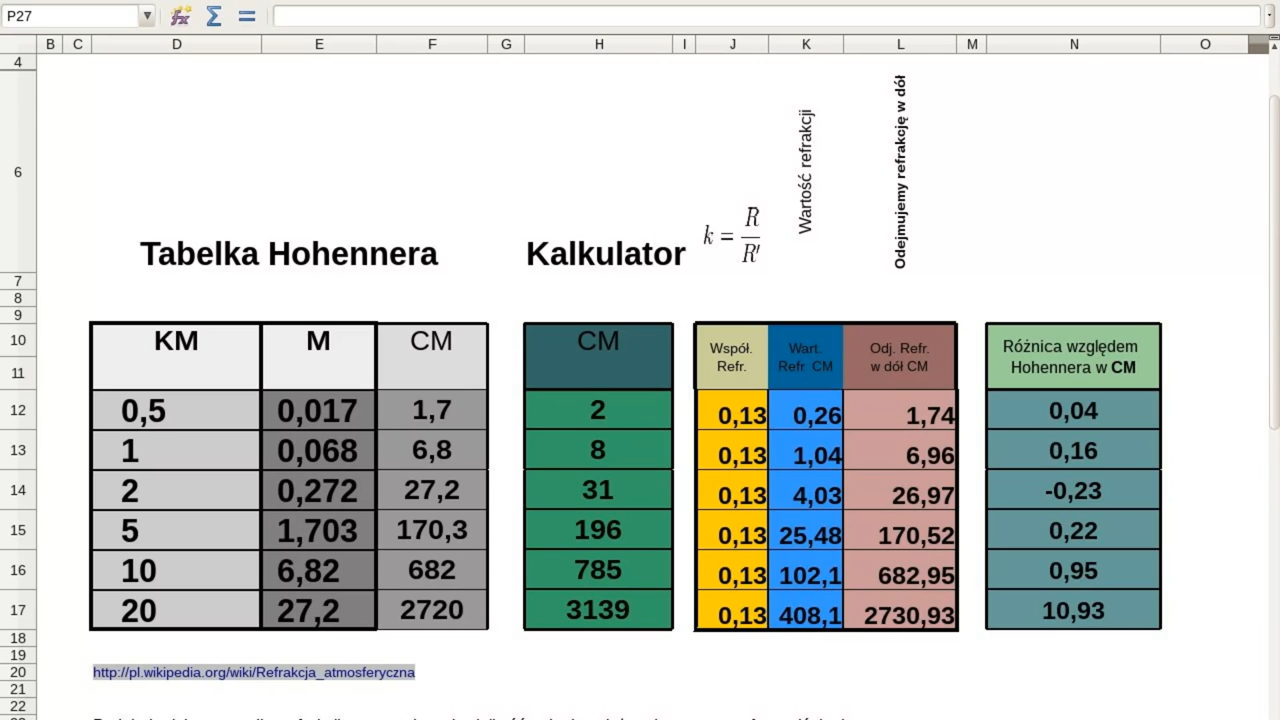 P27
B C D E F G H I J K L M N O
4
6
Wartość refrakcji
Odejmujemy refrakcję w dół
k = R / R'
Tabelka Hohennera
Kalkulator
7
8
9
10 KM M CM CM Współ. Refr. Wart. Refr. CM Odj. Refr. w dół CM Różnica względem
11 Hohennera w CM
12 0,5 0,017 1,7 2 0,13 0,26 1,74 0,04
13 1 0,068 6,8 8 0,13 1,04 6,96 0,16
14 2 0,272 27,2 31 0,13 4,03 26,97 -0,23
15 5 1,703 170,3 196 0,13 25,48 170,52 0,22
16 10 6,82 682 785 0,13 102,1 682,95 0,95
17 20 27,2 2720 3139 0,13 408,1 2730,93 10,93
18
19
20 http://pl.wikipedia.org/wiki/Refrakcja_atmosferyczna
21
22